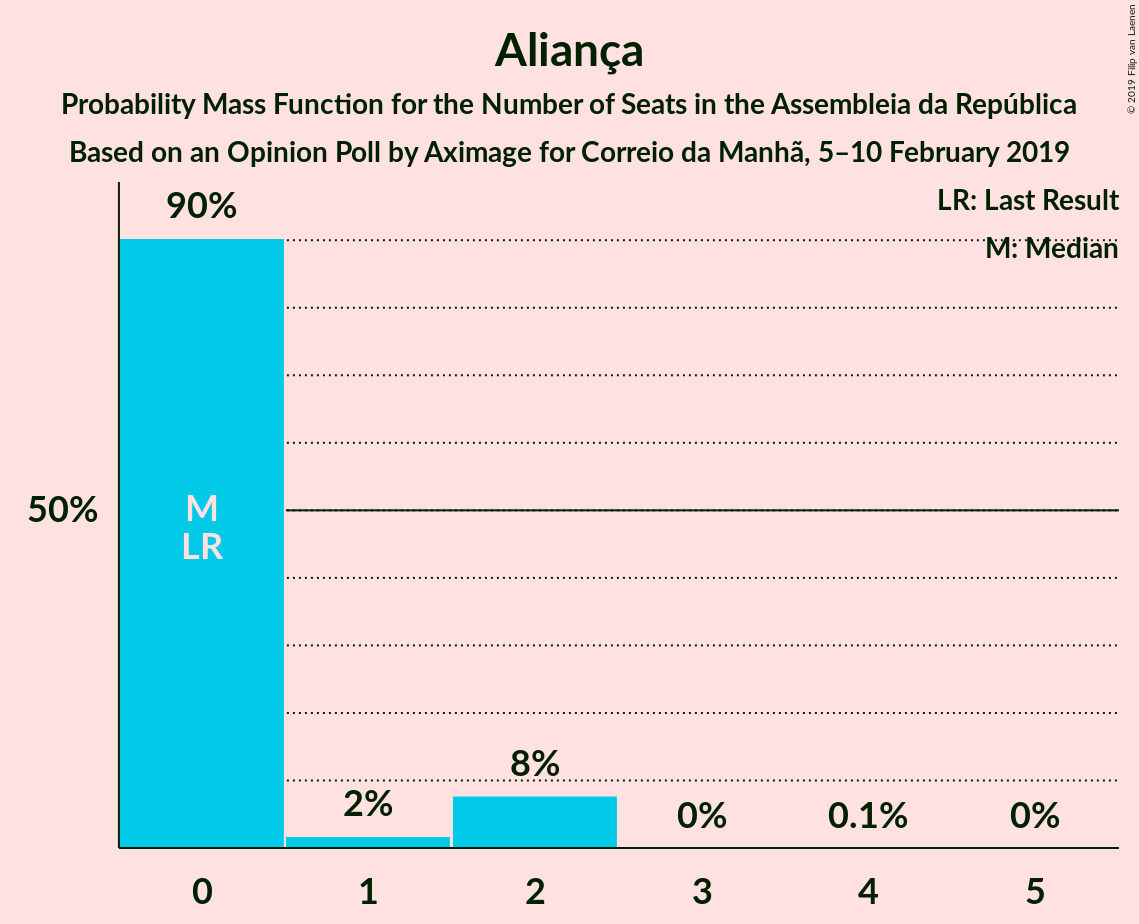 Aliança
Probability Mass Function for the Number of Seats in the Assembleia da República
Based on an Opinion Poll by Aximage for Correio da Manhã, 5–10 February 2019
© 2019 Filip van Laenen
LR: Last Result
M: Median
90%
50%
M
LR
2%
8%
0%
0.1%
0%
0
1
2
3
4
5